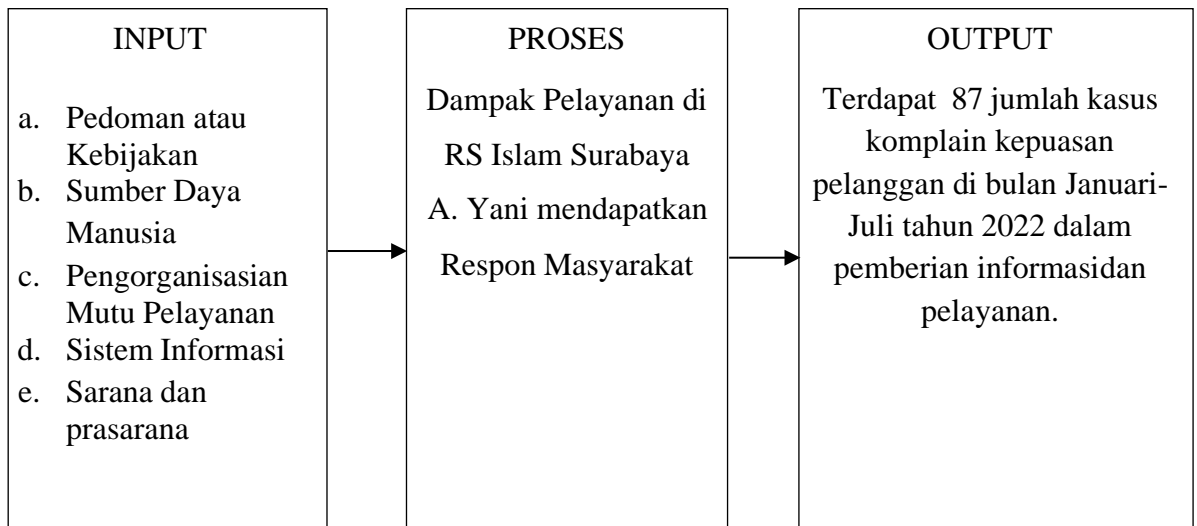 INPUT
a. Pedoman atau
Kebijakan
b. Sumber Daya
Manusia
c. Pengorganisasian
Mutu Pelayanan
d. Sistem Informasi
e. Sarana dan
prasarana
PROSES
Dampak Pelayanan di
RS Islam Surabaya
A. Yani mendapatkan
Respon Masyarakat
OUTPUT
Terdapat 87 jumlah kasus
komplain kepuasan
pelanggan di bulan Januari-
Juli tahun 2022 dalam
pemberian informasidan
pelayanan.